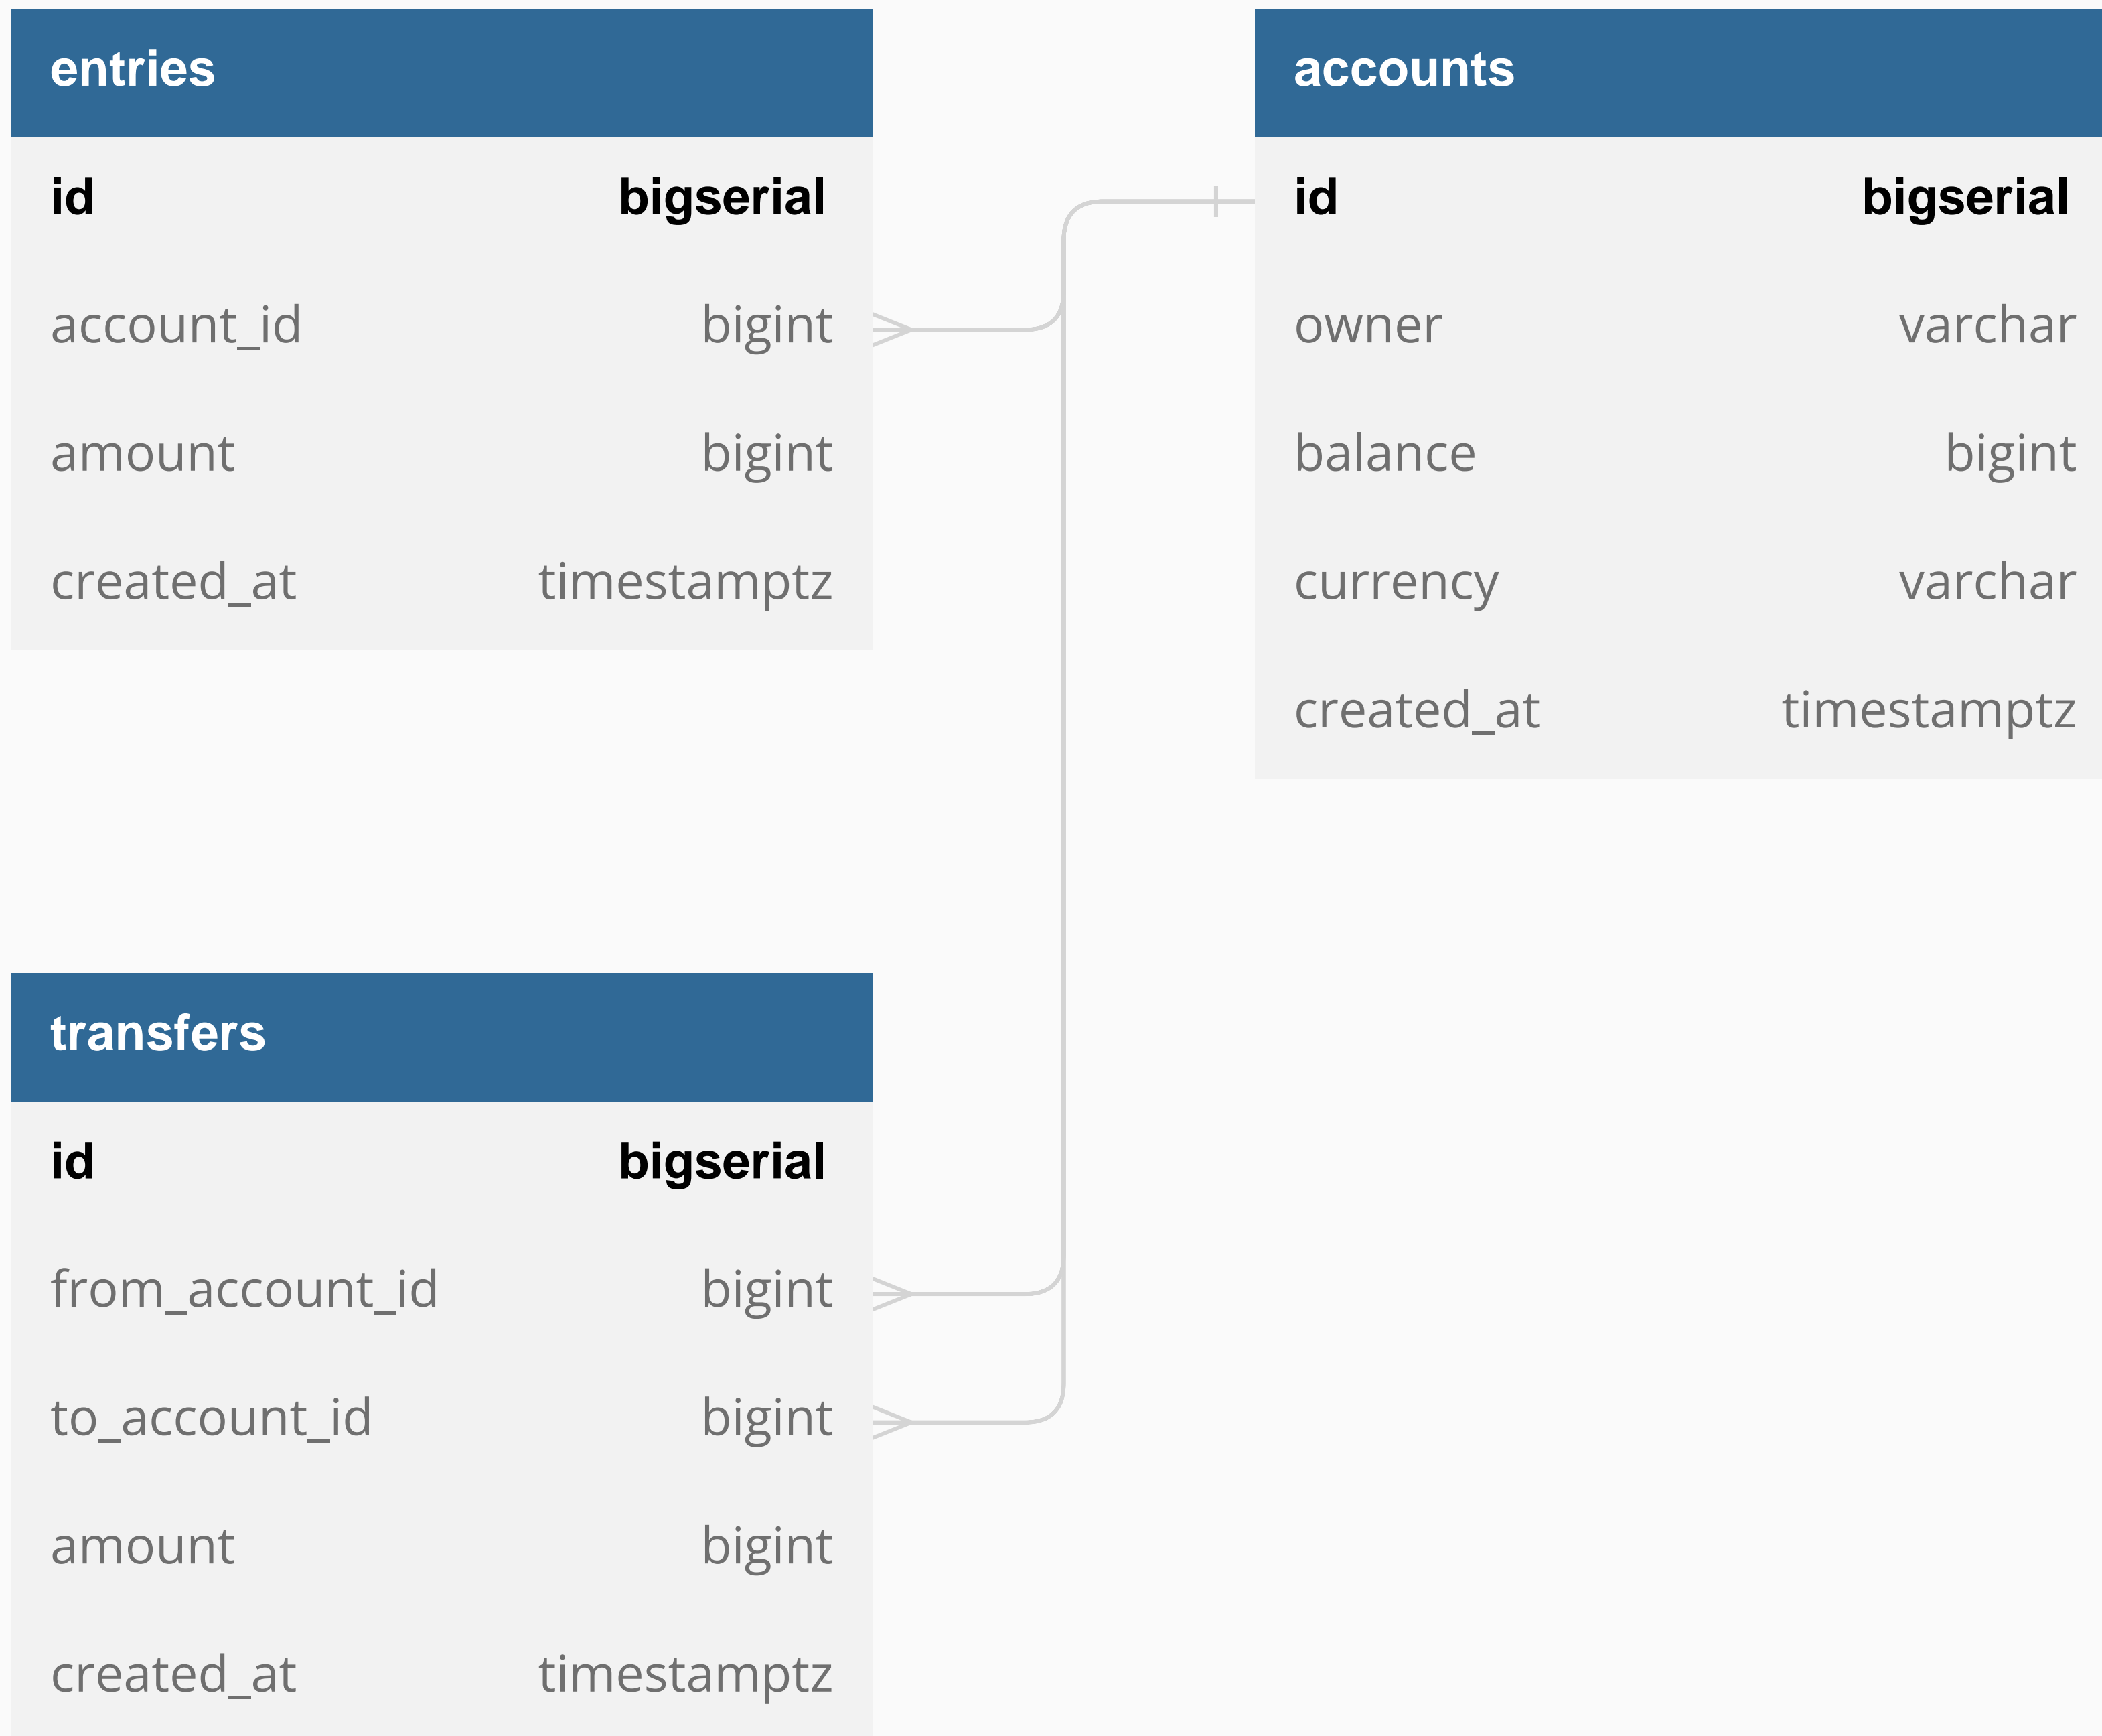 entries
id bigserial
account_id bigint
amount bigint
created_at timestamptz
accounts
id bigserial
owner varchar
balance bigint
currency varchar
created_at timestamptz
transfers
id bigserial
from_account_id bigint
to_account_id bigint
amount bigint
created_at timestamptz